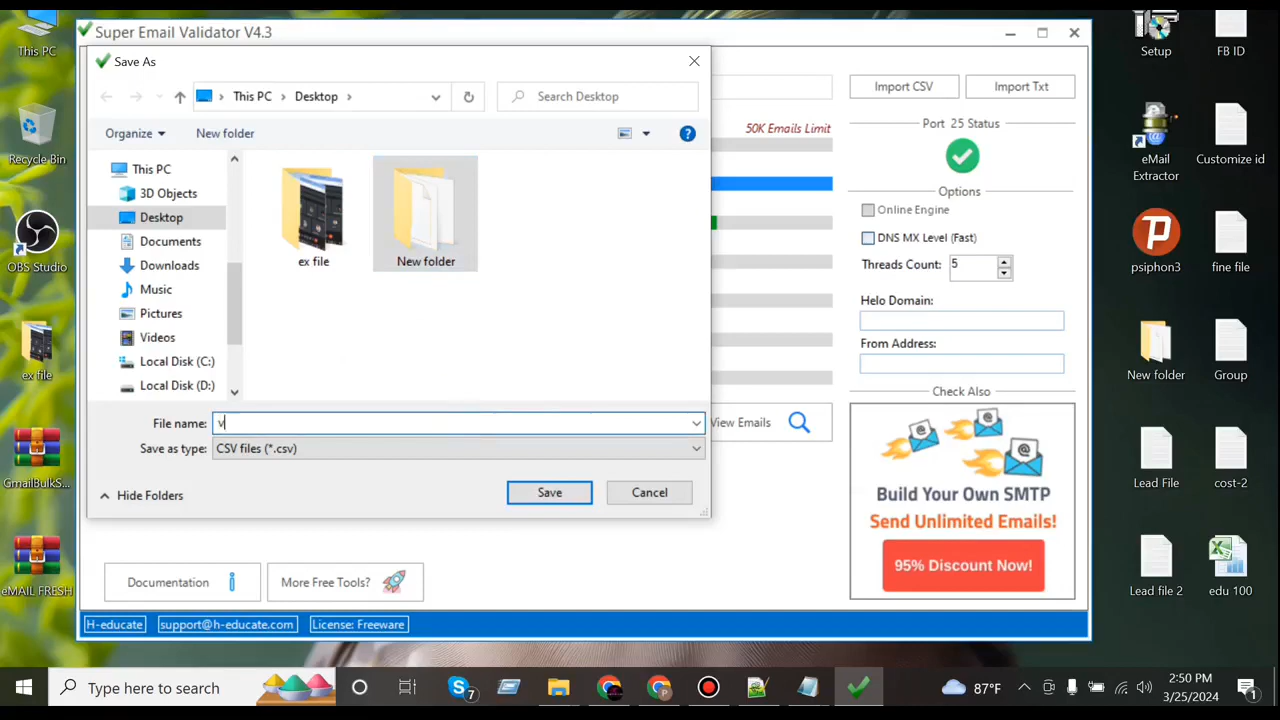 This PC
Recycle Bin
OBS Studio
ex file
GmailBulkS...
eMAIL FRESH
Super Email Validator V4.3
Save As
This PC
Desktop
Search Desktop
Organize
New folder
This PC
3D Objects
Desktop
Documents
Downloads
Music
Pictures
Videos
Local Disk (C:)
Local Disk (D:)
ex file
New folder
File name:
v
Save as type:
CSV files (*.csv)
Hide Folders
Save
Cancel
50K Emails Limit
View Emails
Import CSV
Import Txt
Port 25 Status
Options
Online Engine
DNS MX Level (Fast)
Threads Count:
5
Helo Domain:
From Address:
Check Also
Build Your Own SMTP
Send Unlimited Emails!
95% Discount Now!
Documentation
More Free Tools?
H-educate
support@h-educate.com
License: Freeware
Setup
FB ID
eMail
Extractor
Customize id
psiphon3
fine file
New folder
Group
Lead File
cost-2
Lead file 2
edu 100
Type here to search
7
87°F
2:50 PM
3/25/2024
1